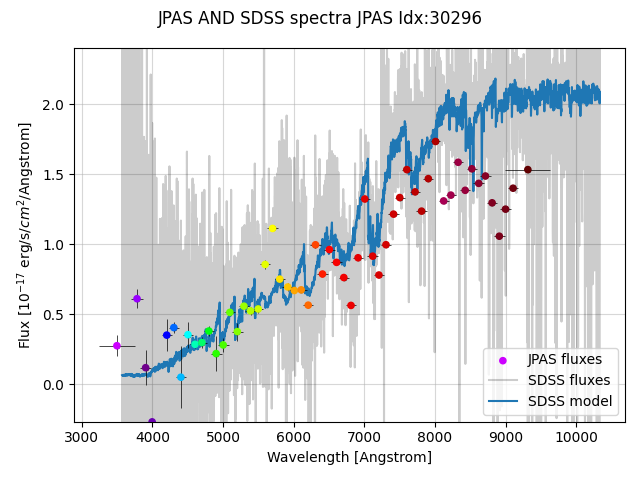 JPAS AND SDSS spectra JPAS Idx:30296
2.0
1.5
1.0
0.5
0.0
Flux [10⁻¹⁷ erg/s/cm²/Angstrom]
JPAS fluxes
SDSS fluxes
SDSS model
3000 4000 5000 6000 7000 8000 9000 10000
Wavelength [Angstrom]